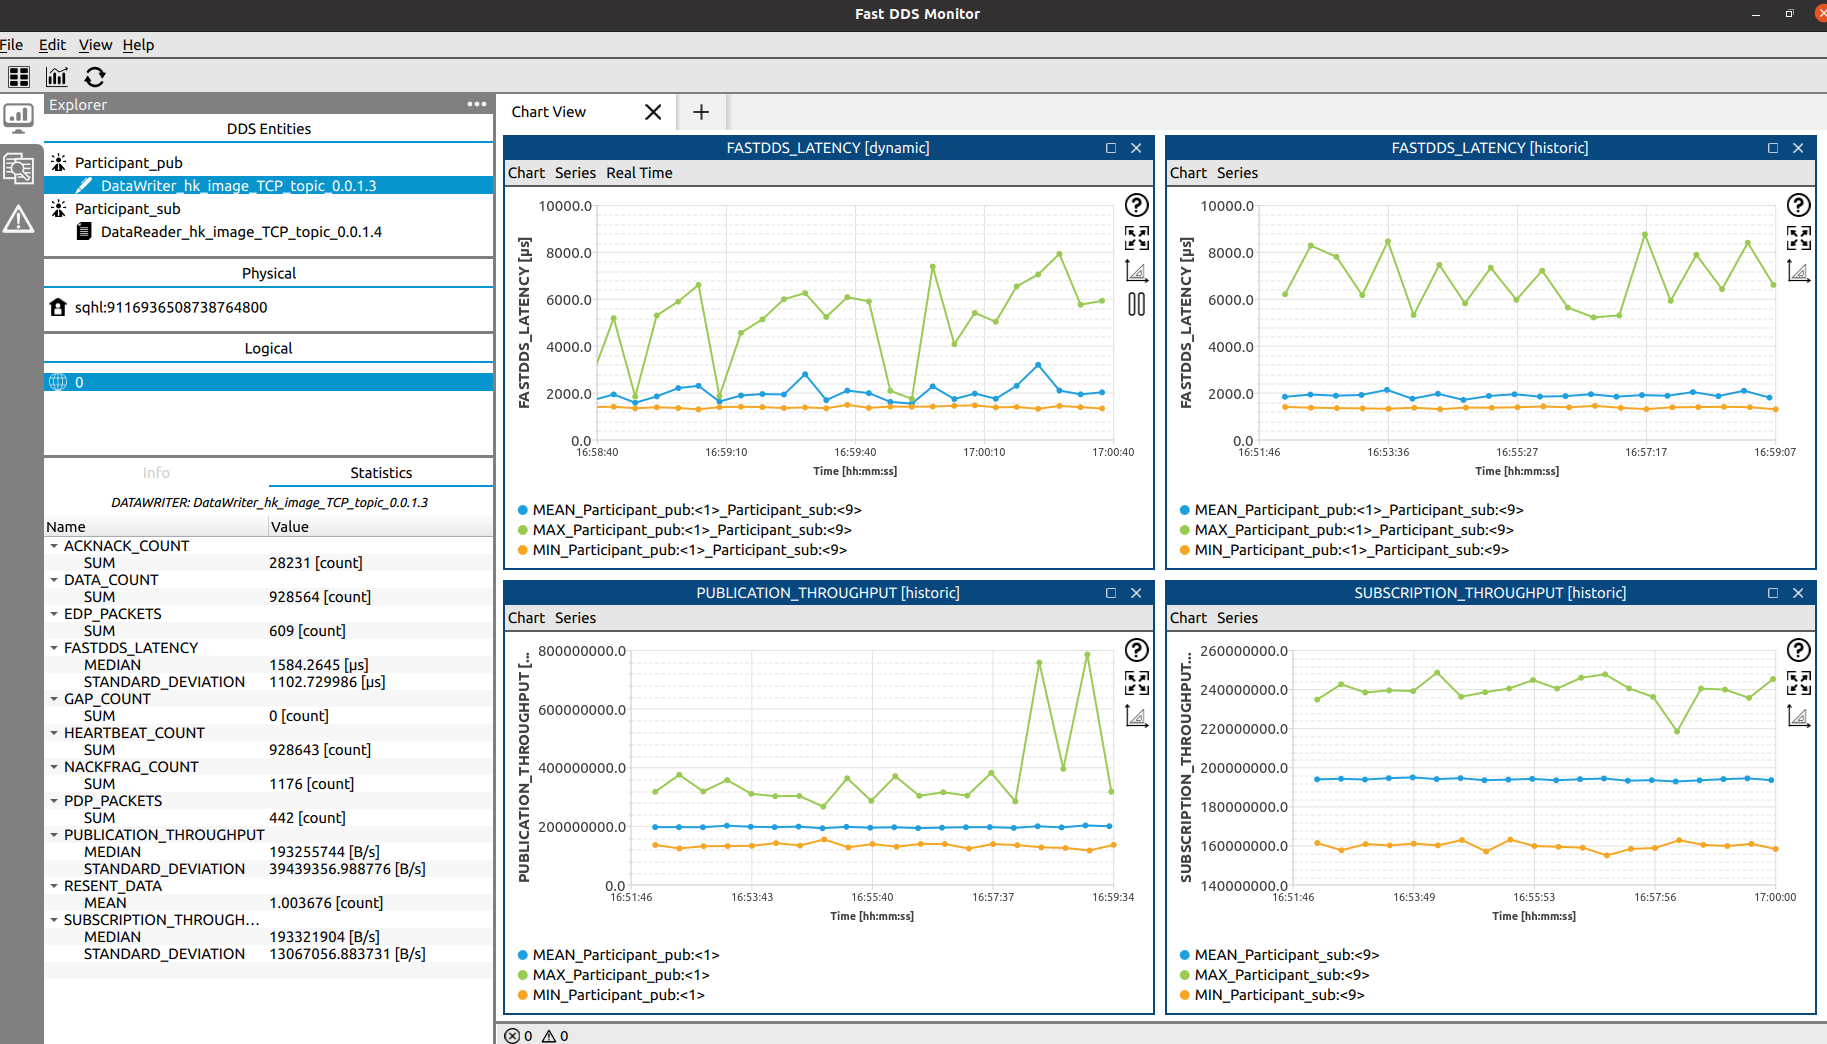 Fast DDS Monitor
File Edit View Help
Explorer
DDS Entities
Participant_pub
DataWriter_hk_image_TCP_topic_0.0.1.3
Participant_sub
DataReader_hk_image_TCP_topic_0.0.1.4
Physical
sqhl:9116936508738764800
Logical
0
Info Statistics
DATAWRITER: DataWriter_hk_image_TCP_topic_0.0.1.3
Name Value
ACKNACK_COUNT
SUM 28231 [count]
DATA_COUNT
SUM 928564 [count]
EDP_PACKETS
SUM 609 [count]
FASTDDS_LATENCY
MEDIAN 1584.2645 [µs]
STANDARD_DEVIATION 1102.729986 [µs]
GAP_COUNT
SUM 0 [count]
HEARTBEAT_COUNT
SUM 928643 [count]
NACKFRAG_COUNT
SUM 1176 [count]
PDP_PACKETS
SUM 442 [count]
PUBLICATION_THROUGHPUT
MEDIAN 193255744 [B/s]
STANDARD_DEVIATION 39439356.988776 [B/s]
RESENT_DATA
MEAN 1.003676 [count]
SUBSCRIPTION_THROUGH...
MEDIAN 193321904 [B/s]
STANDARD_DEVIATION 13067056.883731 [B/s]
Chart View
FASTDDS_LATENCY [dynamic]
Chart Series Real Time
FASTDDS_LATENCY [µs]
10000.0
8000.0
6000.0
4000.0
2000.0
0.0
16:58:40 16:59:10 16:59:40 17:00:10 17:00:40
Time [hh:mm:ss]
MEAN_Participant_pub:<1>_Participant_sub:<9>
MAX_Participant_pub:<1>_Participant_sub:<9>
MIN_Participant_pub:<1>_Participant_sub:<9>
FASTDDS_LATENCY [historic]
Chart Series
FASTDDS_LATENCY [µs]
10000.0
8000.0
6000.0
4000.0
2000.0
0.0
16:51:46 16:53:36 16:55:27 16:57:17 16:59:07
Time [hh:mm:ss]
MEAN_Participant_pub:<1>_Participant_sub:<9>
MAX_Participant_pub:<1>_Participant_sub:<9>
MIN_Participant_pub:<1>_Participant_sub:<9>
PUBLICATION_THROUGHPUT [historic]
Chart Series
PUBLICATION_THROUGHPUT [...
800000000.0
600000000.0
400000000.0
200000000.0
0.0
16:51:46 16:53:43 16:55:40 16:57:37 16:59:34
Time [hh:mm:ss]
MEAN_Participant_pub:<1>
MAX_Participant_pub:<1>
MIN_Participant_pub:<1>
SUBSCRIPTION_THROUGHPUT [historic]
Chart Series
SUBSCRIPTION_THROUGHPUT...
260000000.0
240000000.0
220000000.0
200000000.0
180000000.0
160000000.0
140000000.0
16:51:46 16:53:49 16:55:53 16:57:56 17:00:00
Time [hh:mm:ss]
MEAN_Participant_sub:<9>
MAX_Participant_sub:<9>
MIN_Participant_sub:<9>
0 0